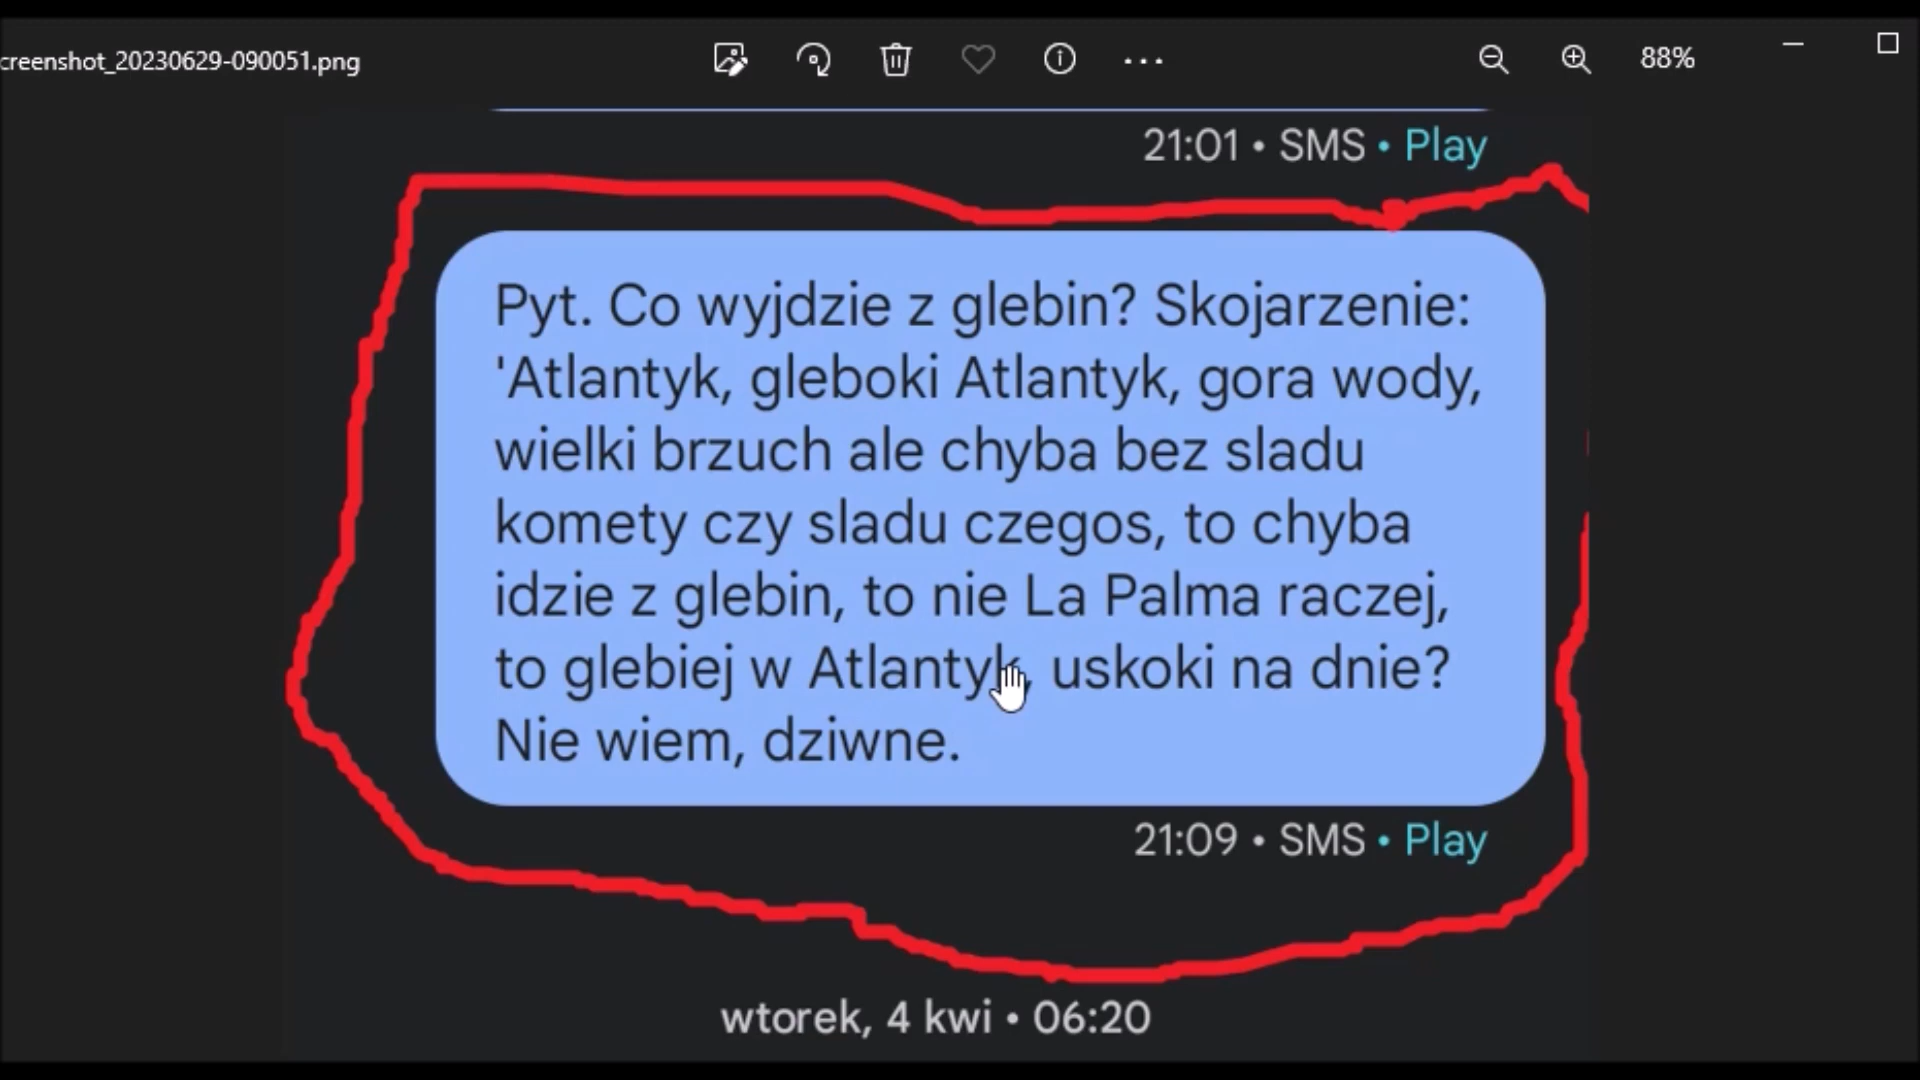 creenshot_20230629-090051.png
88%
21:01 • SMS • Play
Pyt. Co wyjdzie z glebin? Skojarzenie:
'Atlantyk, gleboki Atlantyk, gora wody,
wielki brzuch ale chyba bez sladu
komety czy sladu czegos, to chyba
idzie z glebin, to nie La Palma raczej,
to glebiej w Atlantyk, uskoki na dnie?
Nie wiem, dziwne.
21:09 • SMS • Play
wtorek, 4 kwi • 06:20